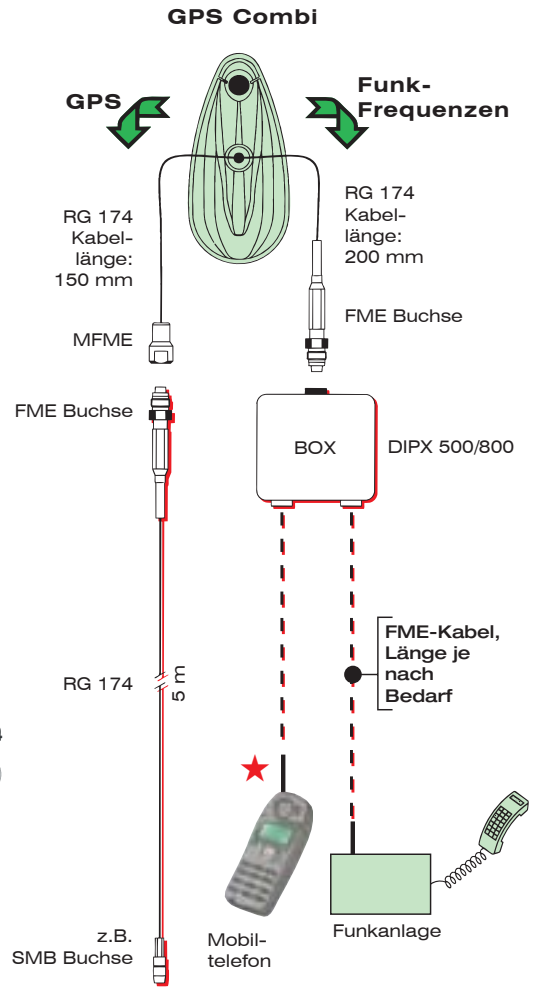 GPS Combi
GPS
Funk-
Frequenzen
RG 174
Kabel-
länge:
150 mm
RG 174
Kabel-
länge:
200 mm
MFME
FME Buchse
FME Buchse
BOX
DIPX 500/800
FME-Kabel,
Länge je
nach
Bedarf
RG 174
5 m
z.B.
SMB Buchse
Mobil-
telefon
Funkanlage